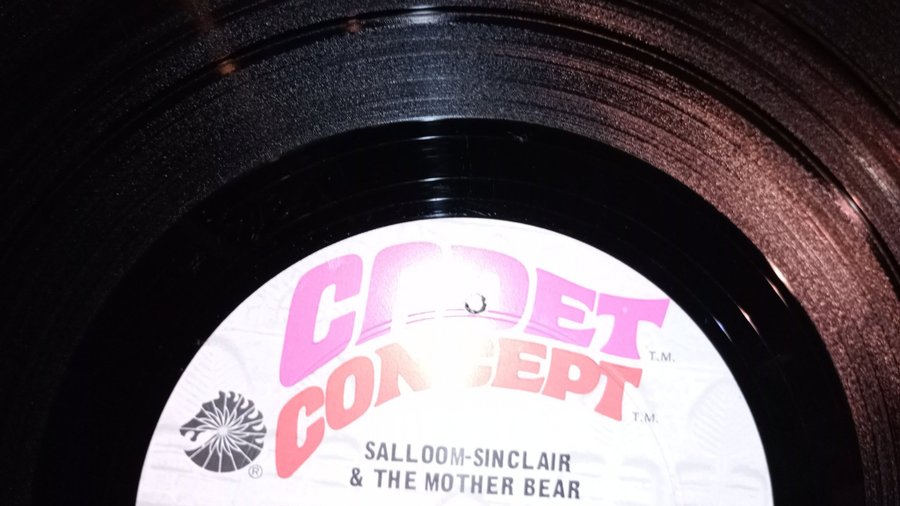 CADET T.M.
CONCEPT T.M.
®
SALLOOM-SINCLAIR
& THE MOTHER BEAR